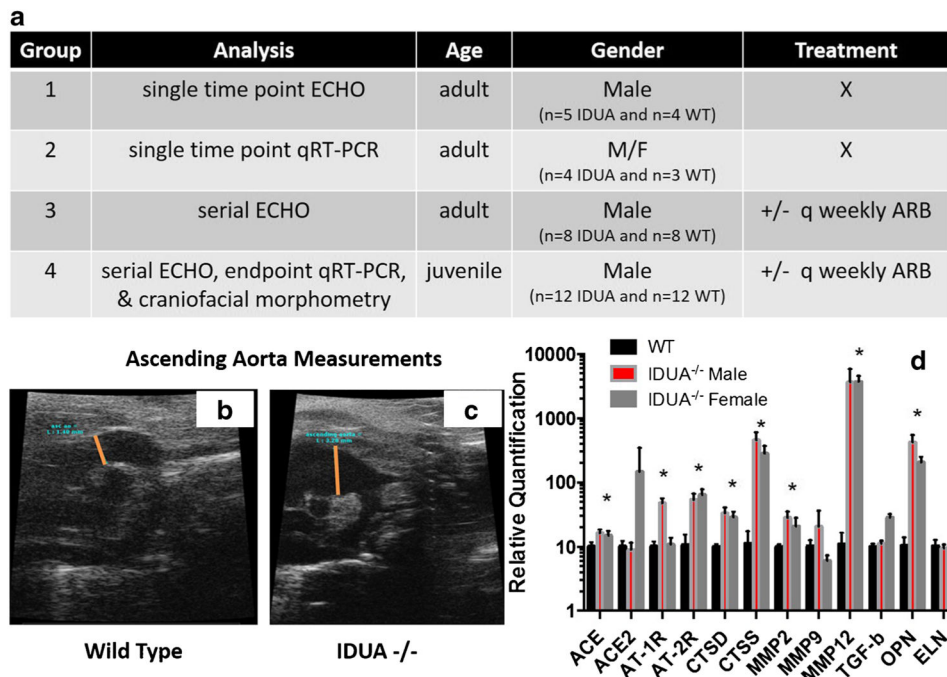 a
Group Analysis Age Gender Treatment
1 single time point ECHO adult Male X
(n=5 IDUA and n=4 WT)
2 single time point qRT-PCR adult M/F X
(n=4 IDUA and n=3 WT)
3 serial ECHO adult Male +/- q weekly ARB
(n=8 IDUA and n=8 WT)
4 serial ECHO, endpoint qRT-PCR, juvenile Male +/- q weekly ARB
& craniofacial morphometry (n=12 IDUA and n=12 WT)
Ascending Aorta Measurements
b
c
Wild Type
IDUA -/-
d
WT
IDUA-/- Male
IDUA-/- Female
Relative Quantification
10000
1000
100
10
1
* * * * * * * *
ACE ACE2 AT-1R AT-2R CTSD CTSS MMP2 MMP9 MMP12 TGF-b OPN ELN